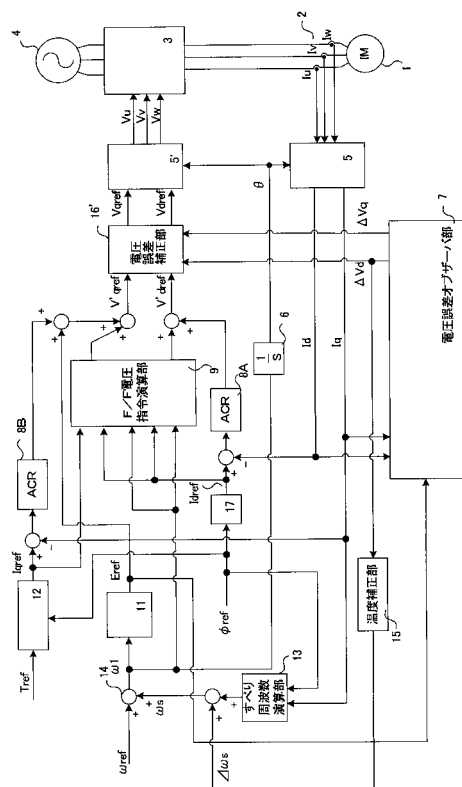 4
3
2
Iu
Iv
Iw
IM
1
Vu
Vv
Vw
5'
5
θ
Vqref
Vdref
16'
電圧
誤差
補正部
ΔVq
ΔVd
7
電圧誤差オブザーバ部
V'qref
V'dref
6
1/S
Id
Iq
F/F電圧
指令演算部
9
8A
ACR
8B
ACR
Iqref
Eref
Idref
17
12
11
φref
Tref
14
ω1
ωs
ωref
Δωs
13
すべり
周波数
演算部
温度補正部
15